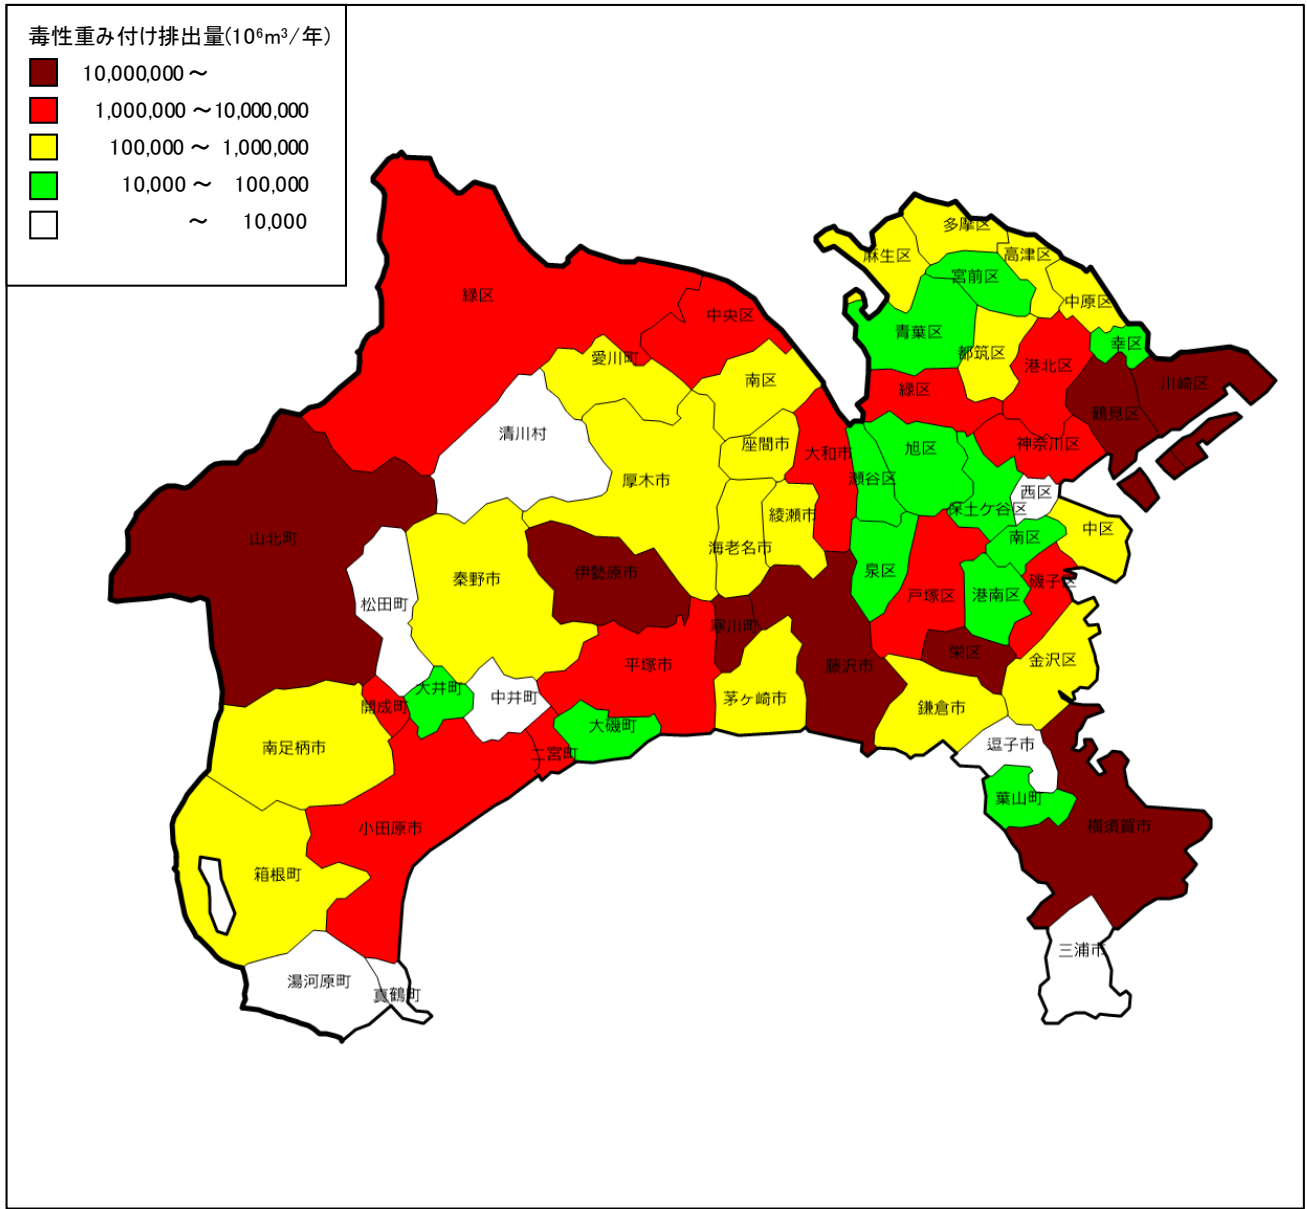 毒性重み付け排出量(10⁶m³/年)
10,000,000～
1,000,000～10,000,000
100,000～ 1,000,000
10,000～ 100,000
～ 10,000
多摩区
麻生区
高津区
宮前区
中原区
緑区
中央区
青葉区
幸区
都筑区
愛川町
港北区
南区
川崎区
緑区
鶴見区
清川村
座間市
神奈川区
大和市
旭区
厚木市
瀬谷区
西区
綾瀬市
保土ケ谷区
中区
山北町
南区
海老名市
伊勢原市
泉区
秦野市
磯子区
松田町
戸塚区
港南区
寒川町
栄区
金沢区
平塚市
藤沢市
大井町
中井町
茅ヶ崎市
開成町
鎌倉市
大磯町
南足柄市
逗子市
二宮町
葉山町
小田原市
横須賀市
箱根町
三浦市
湯河原町
真鶴町